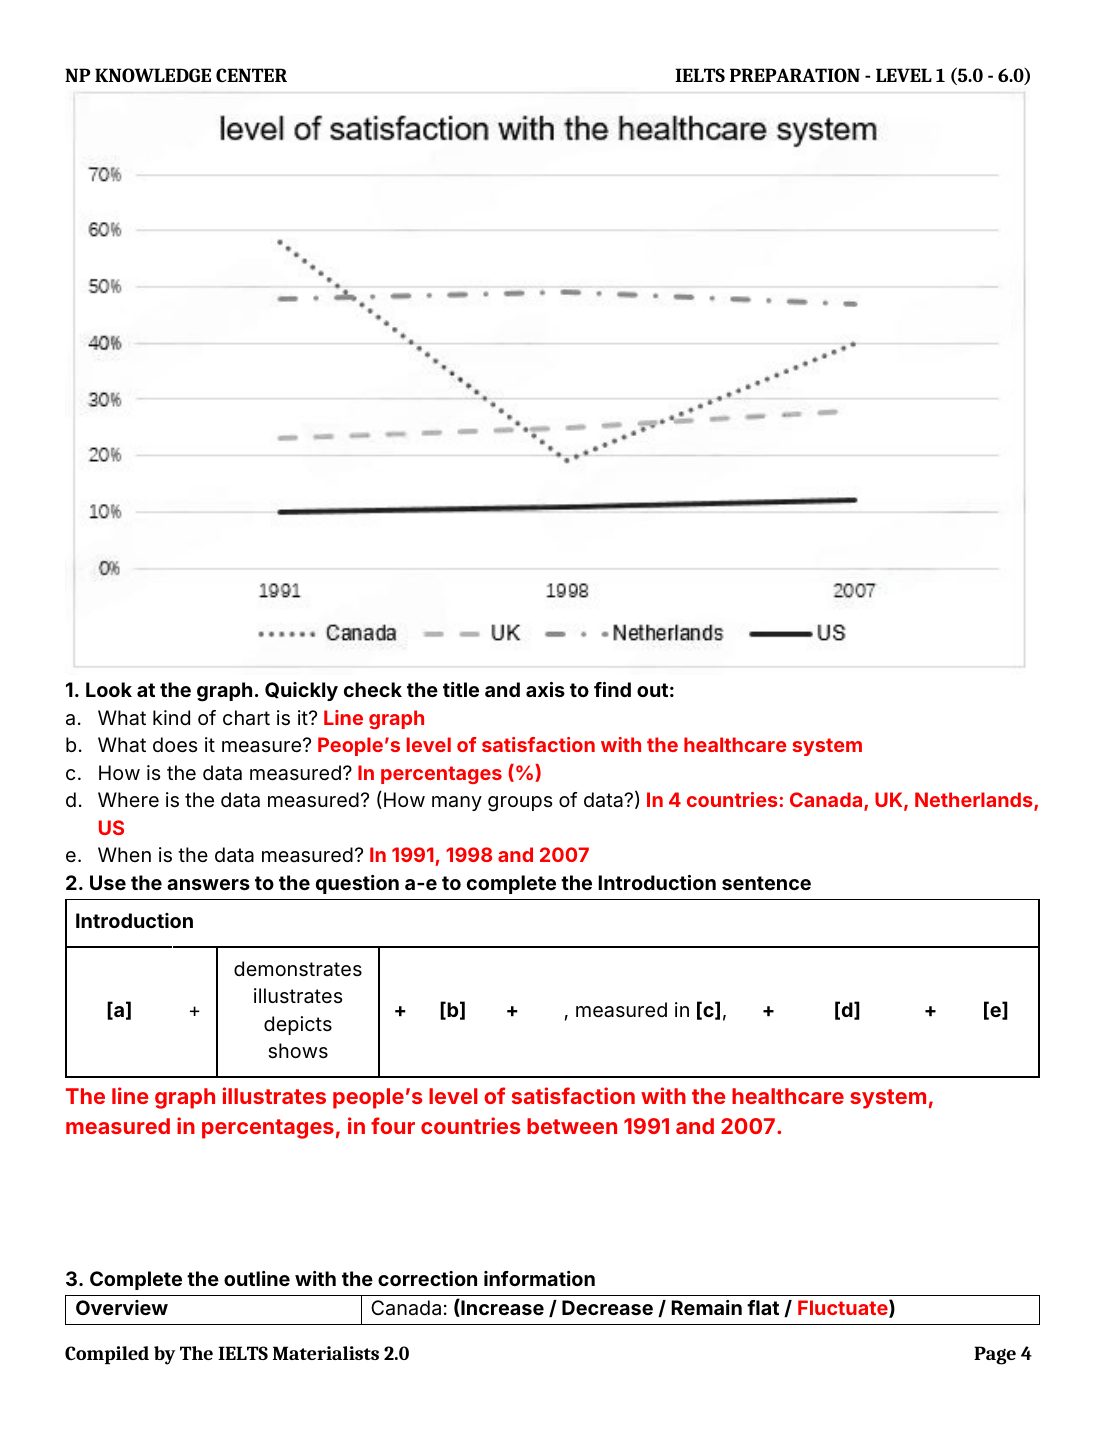 NP KNOWLEDGE CENTER IELTS PREPARATION - LEVEL 1 (5.0 - 6.0)
level of satisfaction with the healthcare system
70%
60%
50%
40%
30%
20%
10%
0%
1991 1998 2007
Canada UK Netherlands US
1. Look at the graph. Quickly check the title and axis to find out:
a. What kind of chart is it? Line graph
b. What does it measure? People’s level of satisfaction with the healthcare system
c. How is the data measured? In percentages (%)
d. Where is the data measured? (How many groups of data?) In 4 countries: Canada, UK, Netherlands,
US
e. When is the data measured? In 1991, 1998 and 2007
2. Use the answers to the question a-e to complete the Introduction sentence
Introduction
demonstrates
illustrates
[a] + + [b] + , measured in [c], + [d] + [e]
depicts
shows
The line graph illustrates people’s level of satisfaction with the healthcare system,
measured in percentages, in four countries between 1991 and 2007.
3. Complete the outline with the correction information
Overview Canada: (Increase / Decrease / Remain flat / Fluctuate)
Compiled by The IELTS Materialists 2.0 Page 4